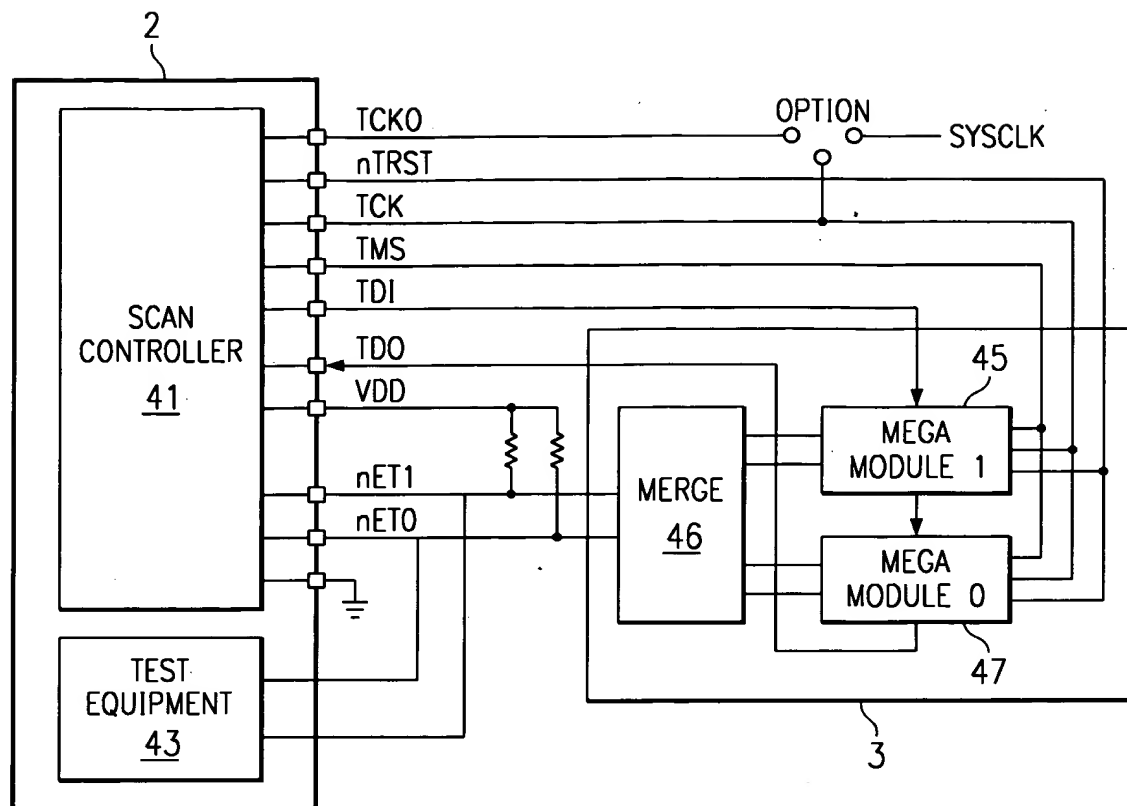 2
TCKO
OPTION
SYSCLK
nTRST
TCK
TMS
TDI
TDO
VDD
nET1
nET0
SCAN
CONTROLLER
41
TEST
EQUIPMENT
43
MERGE
46
45
MEGA
MODULE 1
MEGA
MODULE 0
47
3